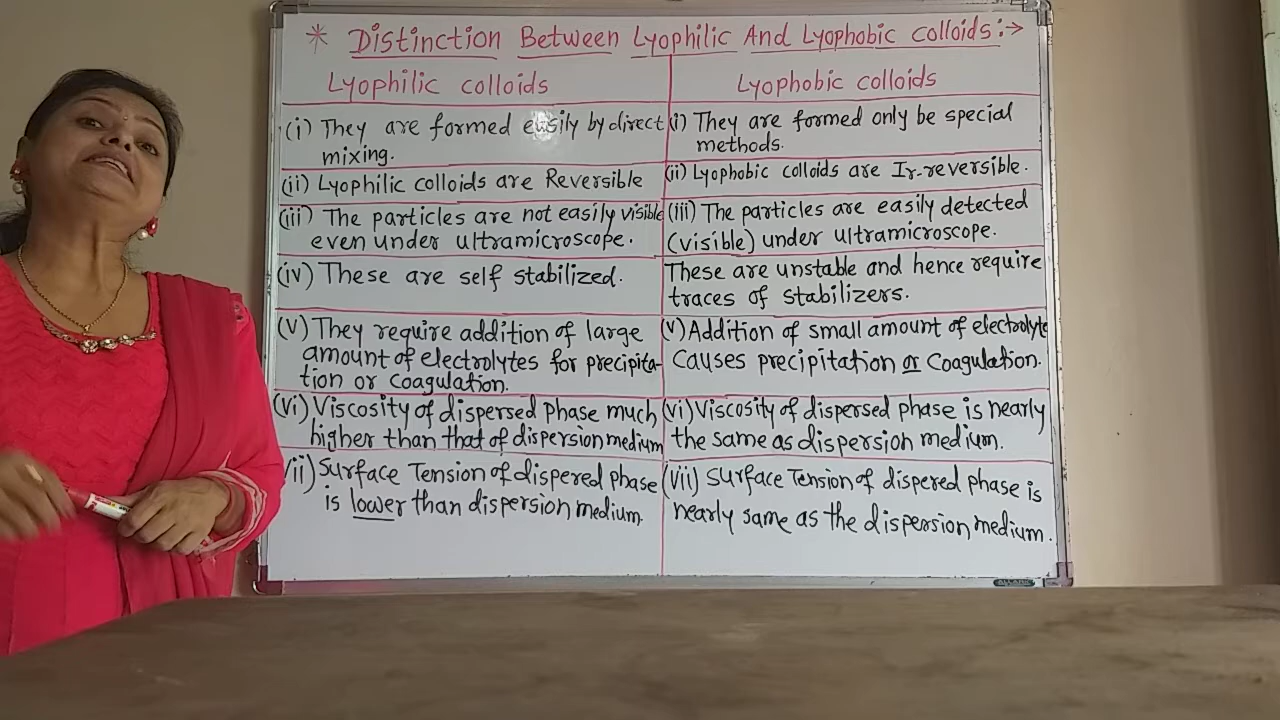 * Distinction Between Lyophilic And Lyophobic colloids:→
Lyophilic colloids
(i) They are formed easily by direct
mixing.
(ii) Lyophilic colloids are Reversible
(iii) The particles are not easily visible
even under ultramicroscope.
(iv) These are self stabilized.
(v) They require addition of large
amount of electrolytes for precipita-
tion or coagulation.
(vi) Viscosity of dispersed phase much
higher than that of dispersion medium
vii) Surface Tension of dispered phase
is lower than dispersion medium.
Lyophobic colloids
(i) They are formed only be special
methods.
(ii) Lyophobic colloids are Ir-reversible.
(iii) The particles are easily detected
(visible) under ultramicroscope.
These are unstable and hence require
traces of stabilizers.
(v) Addition of small amount of electrolyte
causes precipitation or coagulation.
(vi) Viscosity of dispersed phase is nearly
the same as dispersion medium.
(vii) Surface Tension of dispered phase is
nearly same as the dispersion medium.